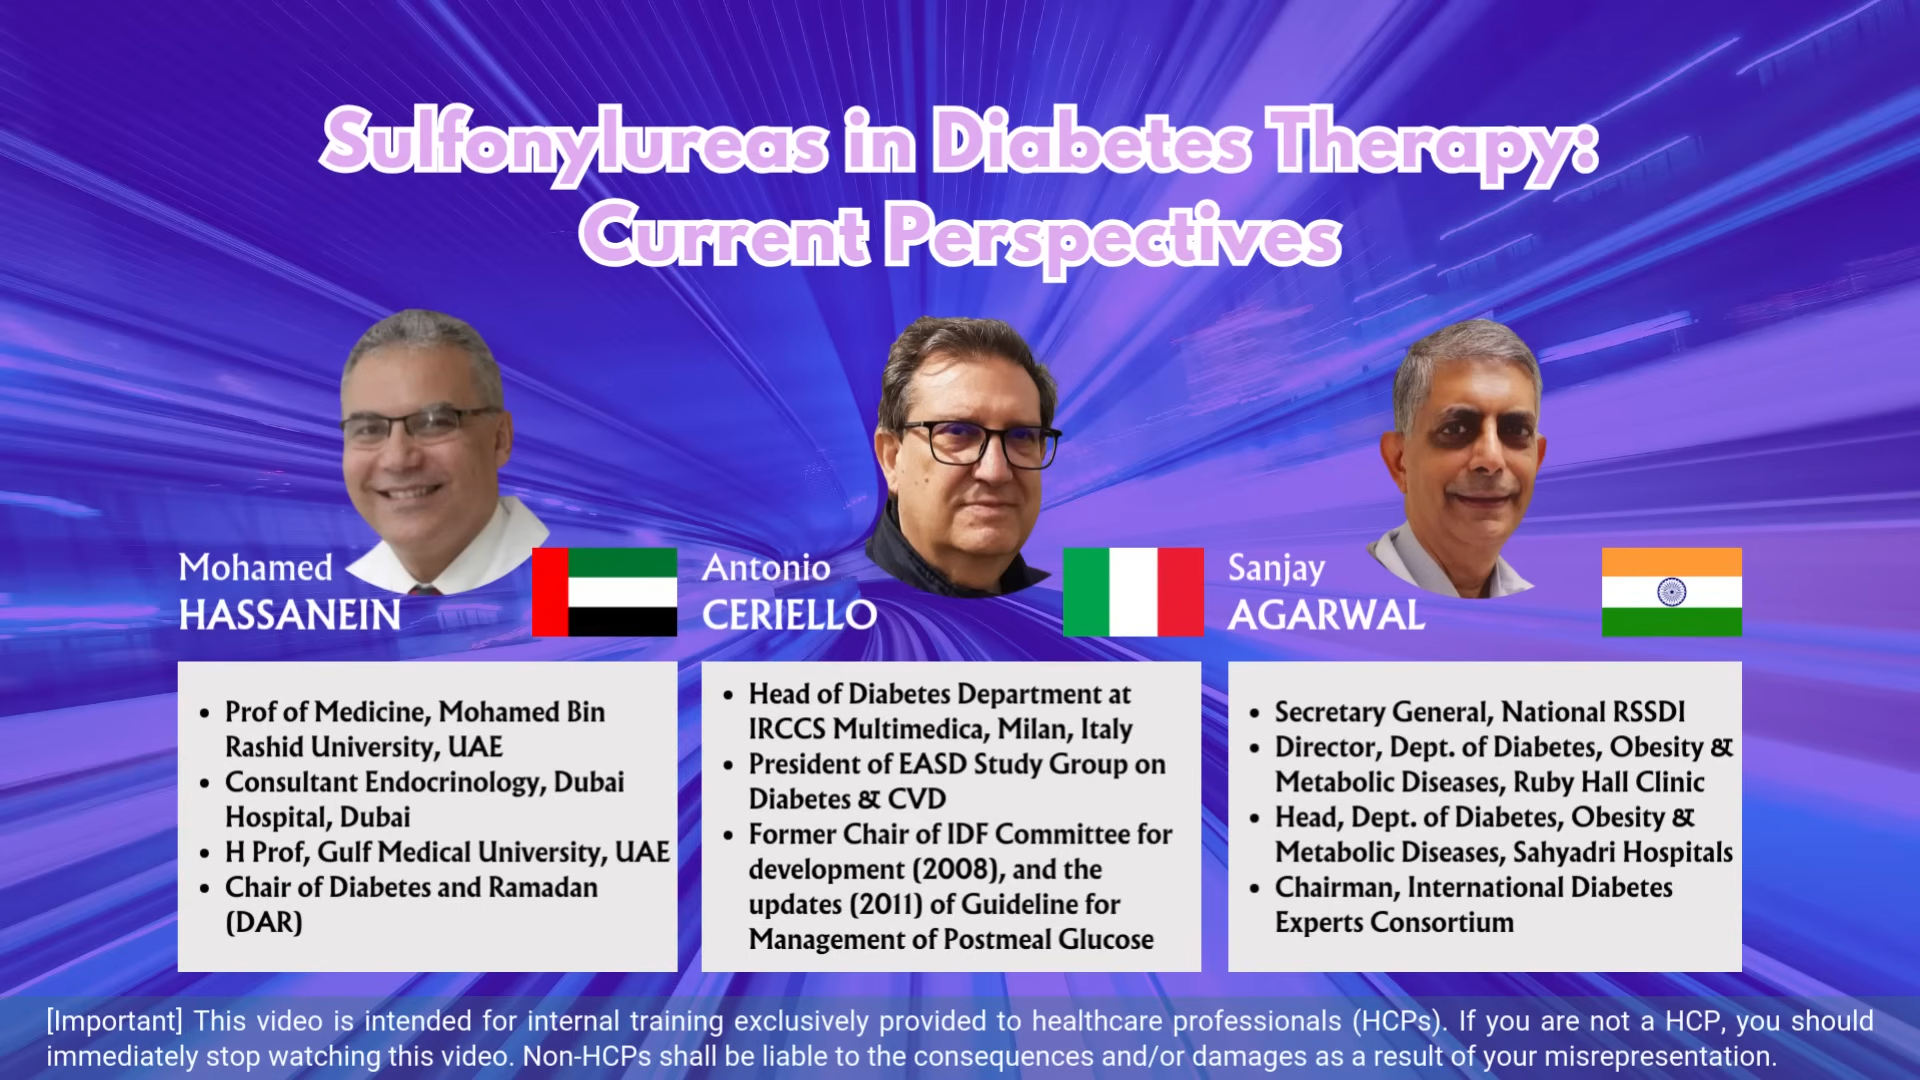 Sulfonylureas in Diabetes Therapy:
Current Perspectives
Mohamed
HASSANEIN
• Prof of Medicine, Mohamed Bin
Rashid University, UAE
• Consultant Endocrinology, Dubai
Hospital, Dubai
• H Prof, Gulf Medical University, UAE
• Chair of Diabetes and Ramadan
(DAR)
Antonio
CERIELLO
• Head of Diabetes Department at
IRCCS Multimedica, Milan, Italy
• President of EASD Study Group on
Diabetes & CVD
• Former Chair of IDF Committee for
development (2008), and the
updates (2011) of Guideline for
Management of Postmeal Glucose
Sanjay
AGARWAL
• Secretary General, National RSSDI
• Director, Dept. of Diabetes, Obesity &
Metabolic Diseases, Ruby Hall Clinic
• Head, Dept. of Diabetes, Obesity &
Metabolic Diseases, Sahyadri Hospitals
• Chairman, International Diabetes
Experts Consortium
[Important] This video is intended for internal training exclusively provided to healthcare professionals (HCPs). If you are not a HCP, you should
immediately stop watching this video. Non-HCPs shall be liable to the consequences and/or damages as a result of your misrepresentation.